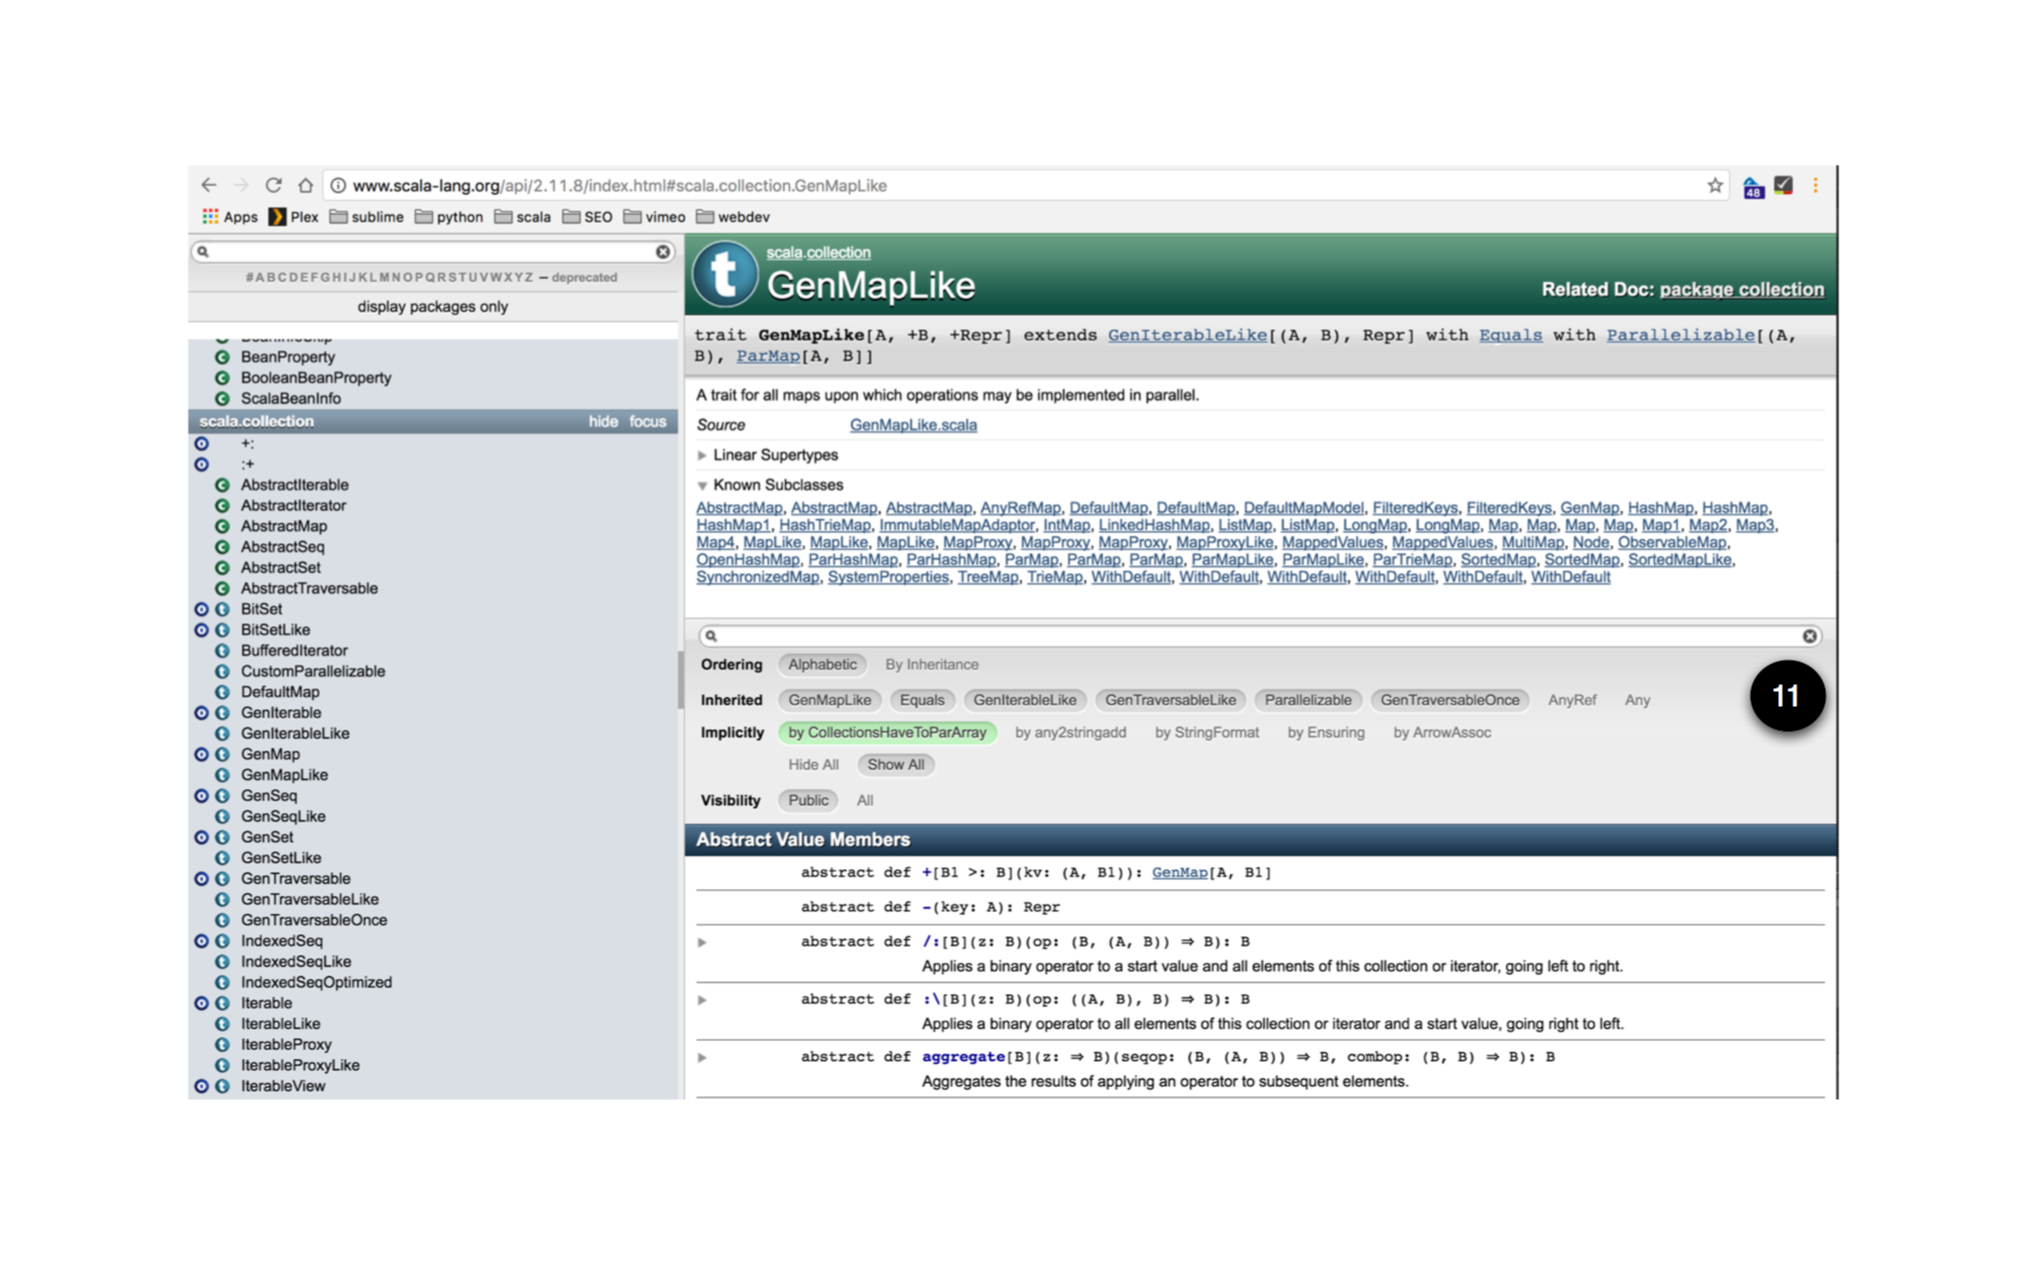 www.scala-lang.org/api/2.11.8/index.html#scala.collection.GenMapLike
48
Apps Plex sublime python scala SEO vimeo webdev
#ABCDEFGHIJKLMNOPQRSTUVWXYZ – deprecated
display packages only
BeanProperty
BooleanBeanProperty
ScalaBeanInfo
scala.collection hide focus
+:
:+
AbstractIterable
AbstractIterator
AbstractMap
AbstractSeq
AbstractSet
AbstractTraversable
BitSet
BitSetLike
BufferedIterator
CustomParallelizable
DefaultMap
GenIterable
GenIterableLike
GenMap
GenMapLike
GenSeq
GenSeqLike
GenSet
GenSetLike
GenTraversable
GenTraversableLike
GenTraversableOnce
IndexedSeq
IndexedSeqLike
IndexedSeqOptimized
Iterable
IterableLike
IterableProxy
IterableProxyLike
IterableView
t
scala.collection
GenMapLike
Related Doc: package collection
trait GenMapLike[A, +B, +Repr] extends GenIterableLike[(A, B), Repr] with Equals with Parallelizable[(A,
B), ParMap[A, B]]
A trait for all maps upon which operations may be implemented in parallel.
Source GenMapLike.scala
Linear Supertypes
Known Subclasses
AbstractMap, AbstractMap, AbstractMap, AnyRefMap, DefaultMap, DefaultMap, DefaultMapModel, FilteredKeys, FilteredKeys, GenMap, HashMap, HashMap,
HashMap1, HashTrieMap, ImmutableMapAdaptor, IntMap, LinkedHashMap, ListMap, ListMap, LongMap, LongMap, Map, Map, Map, Map, Map1, Map2, Map3,
Map4, MapLike, MapLike, MapLike, MapProxy, MapProxy, MapProxy, MapProxyLike, MappedValues, MappedValues, MultiMap, Node, ObservableMap,
OpenHashMap, ParHashMap, ParHashMap, ParMap, ParMap, ParMap, ParMapLike, ParMapLike, ParTrieMap, SortedMap, SortedMap, SortedMapLike,
SynchronizedMap, SystemProperties, TreeMap, TrieMap, WithDefault, WithDefault, WithDefault, WithDefault, WithDefault, WithDefault
Ordering Alphabetic By Inheritance
Inherited GenMapLike Equals GenIterableLike GenTraversableLike Parallelizable GenTraversableOnce AnyRef Any
11
Implicitly by CollectionsHaveToParArray by any2stringadd by StringFormat by Ensuring by ArrowAssoc
Hide All Show All
Visibility Public All
Abstract Value Members
abstract def +[B1 >: B](kv: (A, B1)): GenMap[A, B1]
abstract def -(key: A): Repr
abstract def /:[B](z: B)(op: (B, (A, B)) ⇒ B): B
Applies a binary operator to a start value and all elements of this collection or iterator, going left to right.
abstract def :\[B](z: B)(op: ((A, B), B) ⇒ B): B
Applies a binary operator to all elements of this collection or iterator and a start value, going right to left.
abstract def aggregate[B](z: ⇒ B)(seqop: (B, (A, B)) ⇒ B, combop: (B, B) ⇒ B): B
Aggregates the results of applying an operator to subsequent elements.